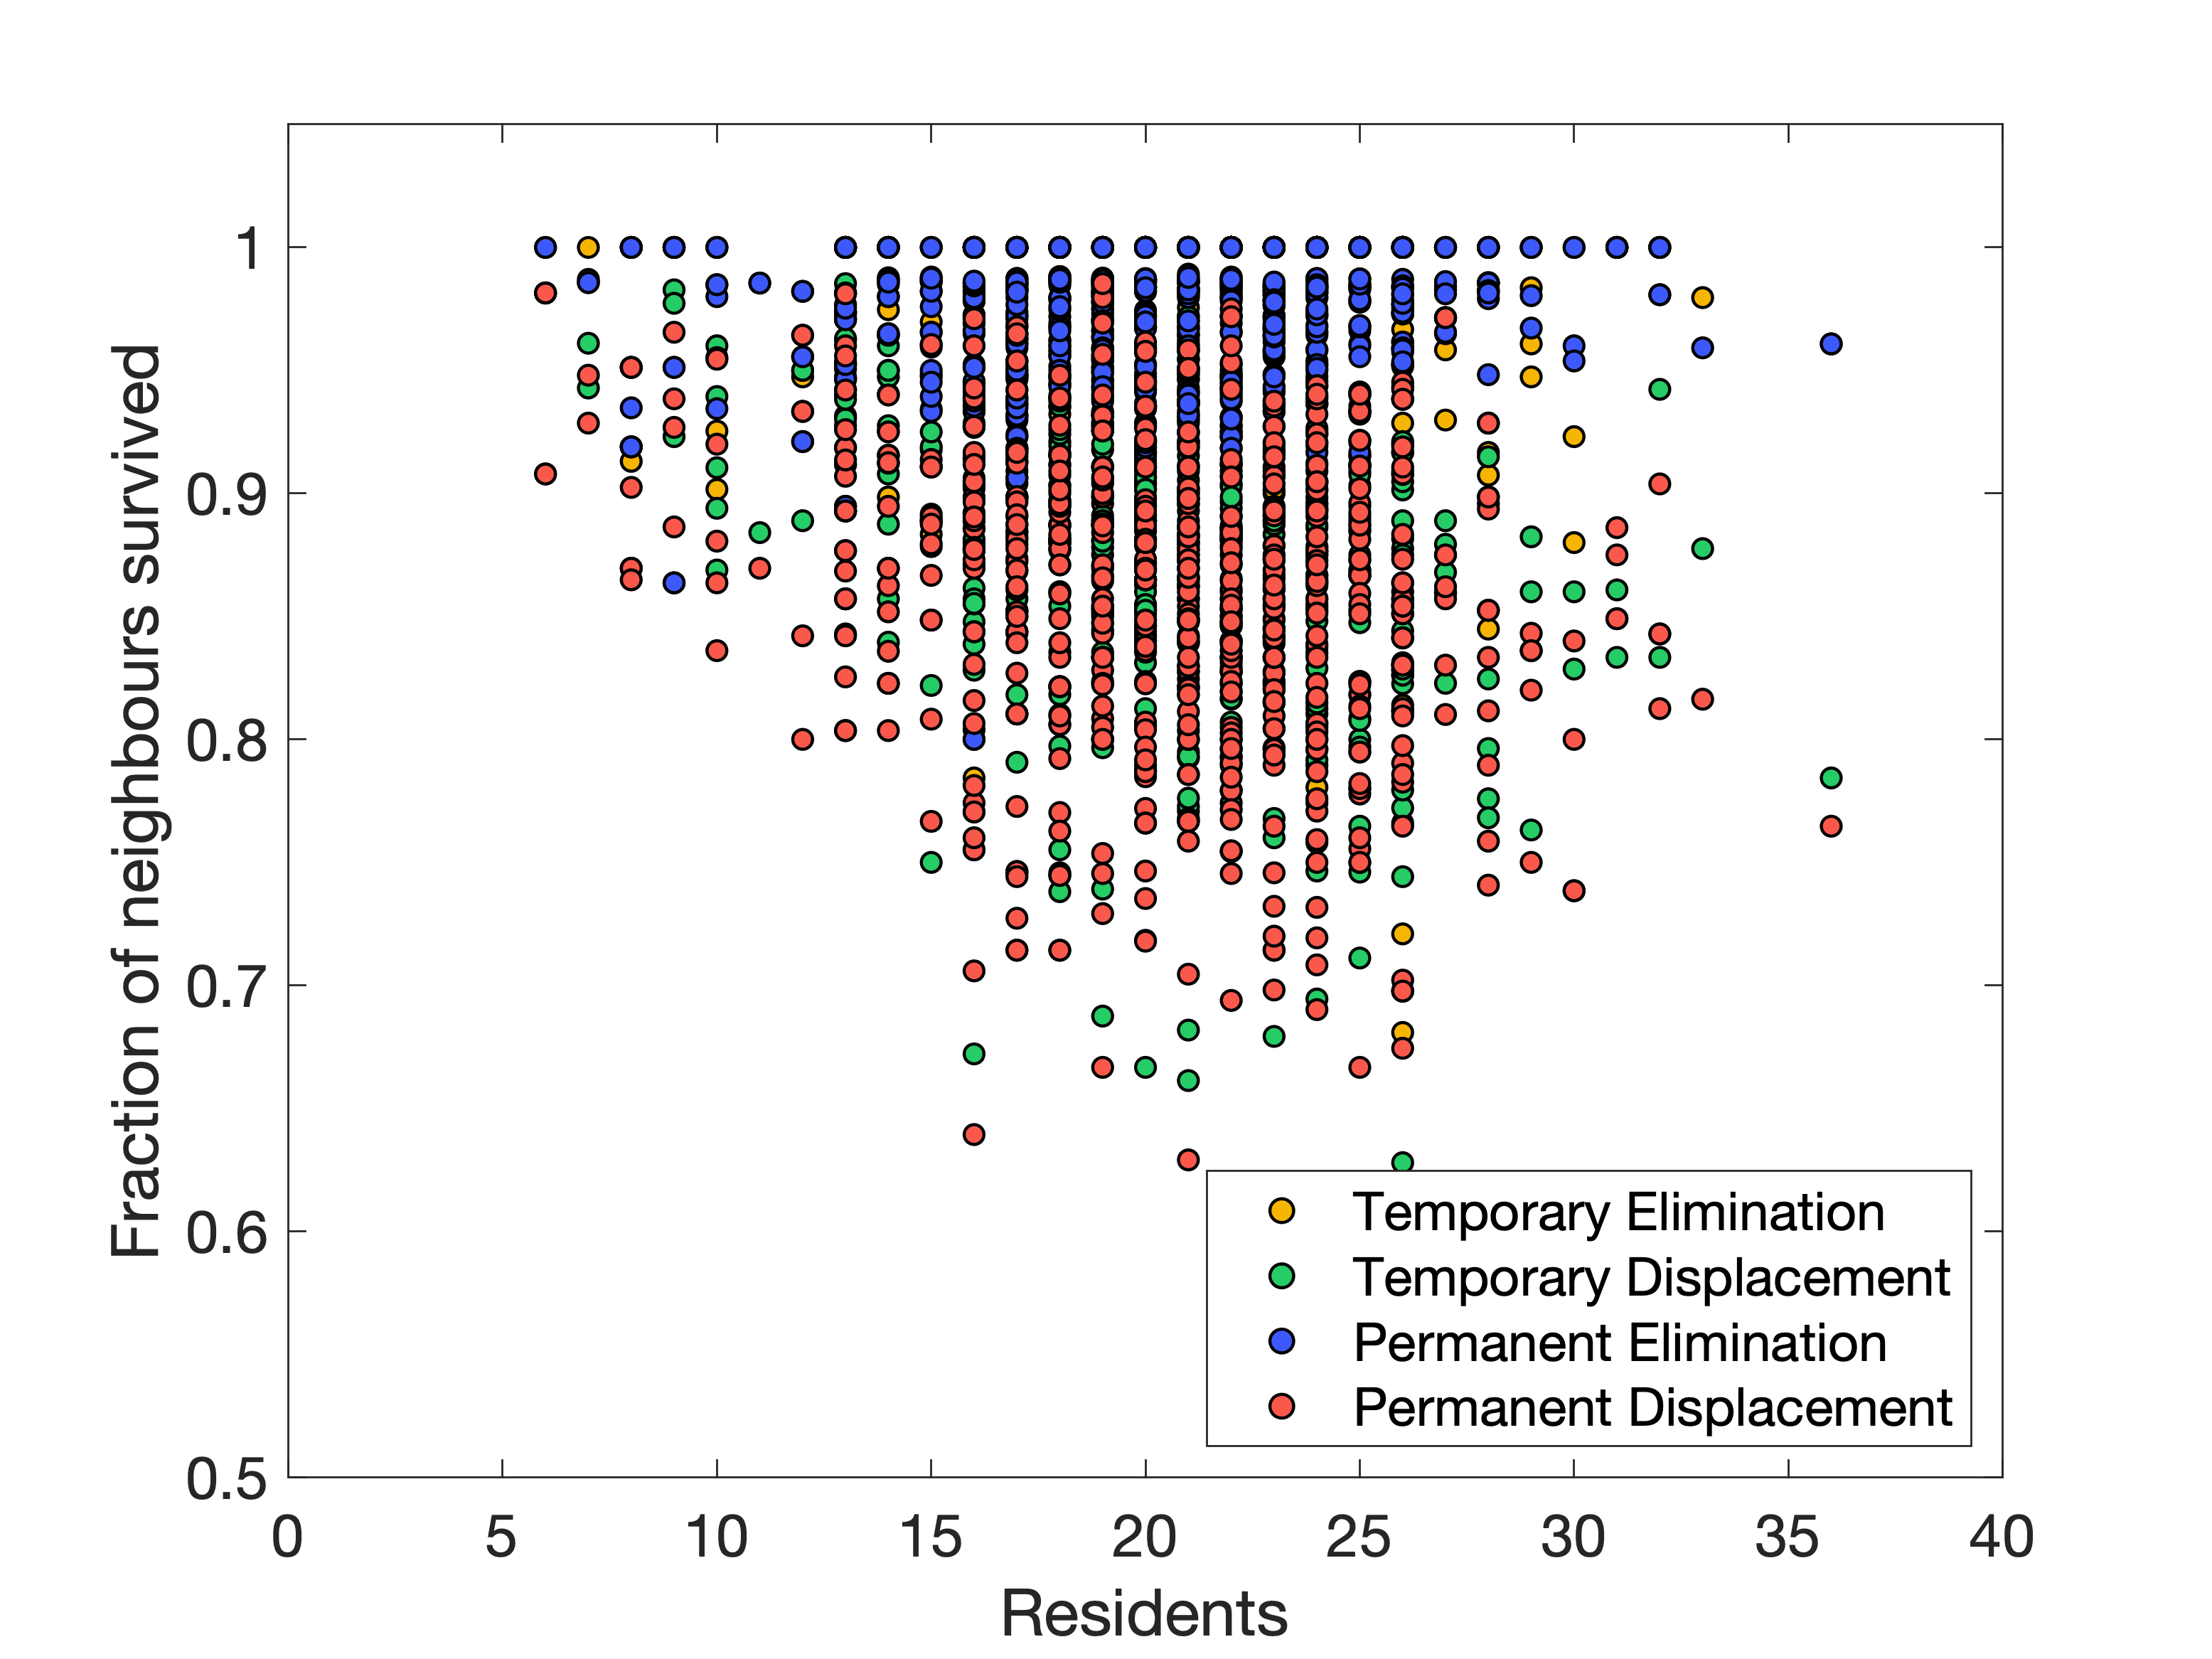 Fraction of neighbours survived
1
0.9
0.8
0.7
0.6
0.5
0 5 10 15 20 25 30 35 40
Residents
Temporary Elimination
Temporary Displacement
Permanent Elimination
Permanent Displacement